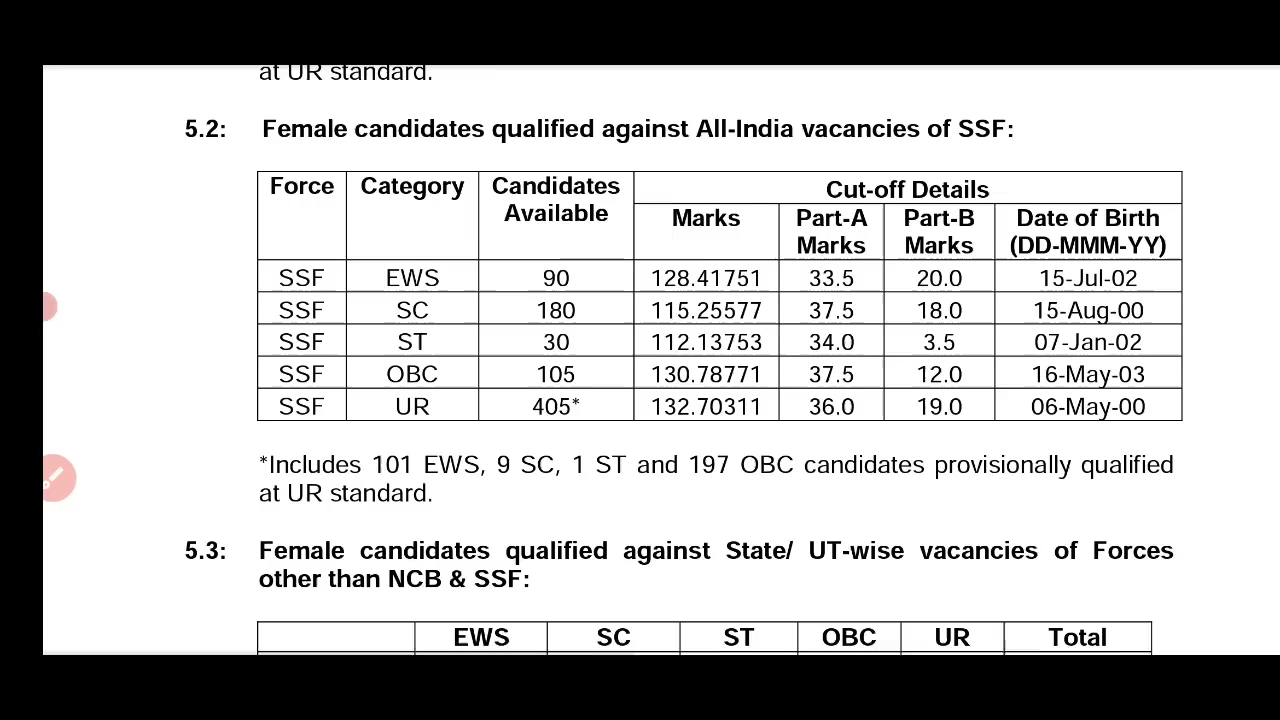 at UR standard.
5.2: Female candidates qualified against All-India vacancies of SSF:
Force Category Candidates Available Cut-off Details
Marks Part-A Marks Part-B Marks Date of Birth (DD-MMM-YY)
SSF EWS 90 128.41751 33.5 20.0 15-Jul-02
SSF SC 180 115.25577 37.5 18.0 15-Aug-00
SSF ST 30 112.13753 34.0 3.5 07-Jan-02
SSF OBC 105 130.78771 37.5 12.0 16-May-03
SSF UR 405* 132.70311 36.0 19.0 06-May-00
*Includes 101 EWS, 9 SC, 1 ST and 197 OBC candidates provisionally qualified
at UR standard.
5.3: Female candidates qualified against State/ UT-wise vacancies of Forces
other than NCB & SSF:
EWS SC ST OBC UR Total